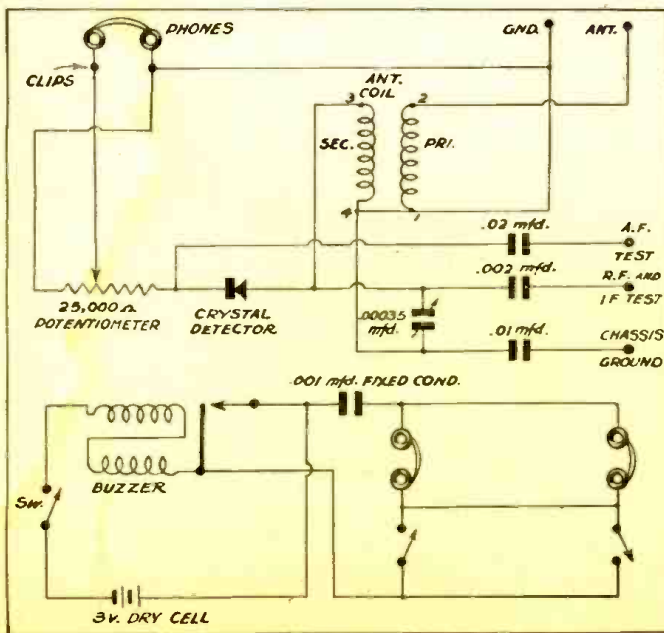 PHONES
GND.
ANT.
CLIPS
ANT.
COIL
3
2
SEC.
PRI.
4
1
.02 mfd.
A.F.
TEST
.002 mfd.
R.F. AND
I F TEST
25,000 Ω
POTENTIOMETER
CRYSTAL
DETECTOR
.00035
mfd.
.01 mfd.
CHASSIS
GROUND
.001 mfd. FIXED COND.
BUZZER
SW.
3V. DRY CELL